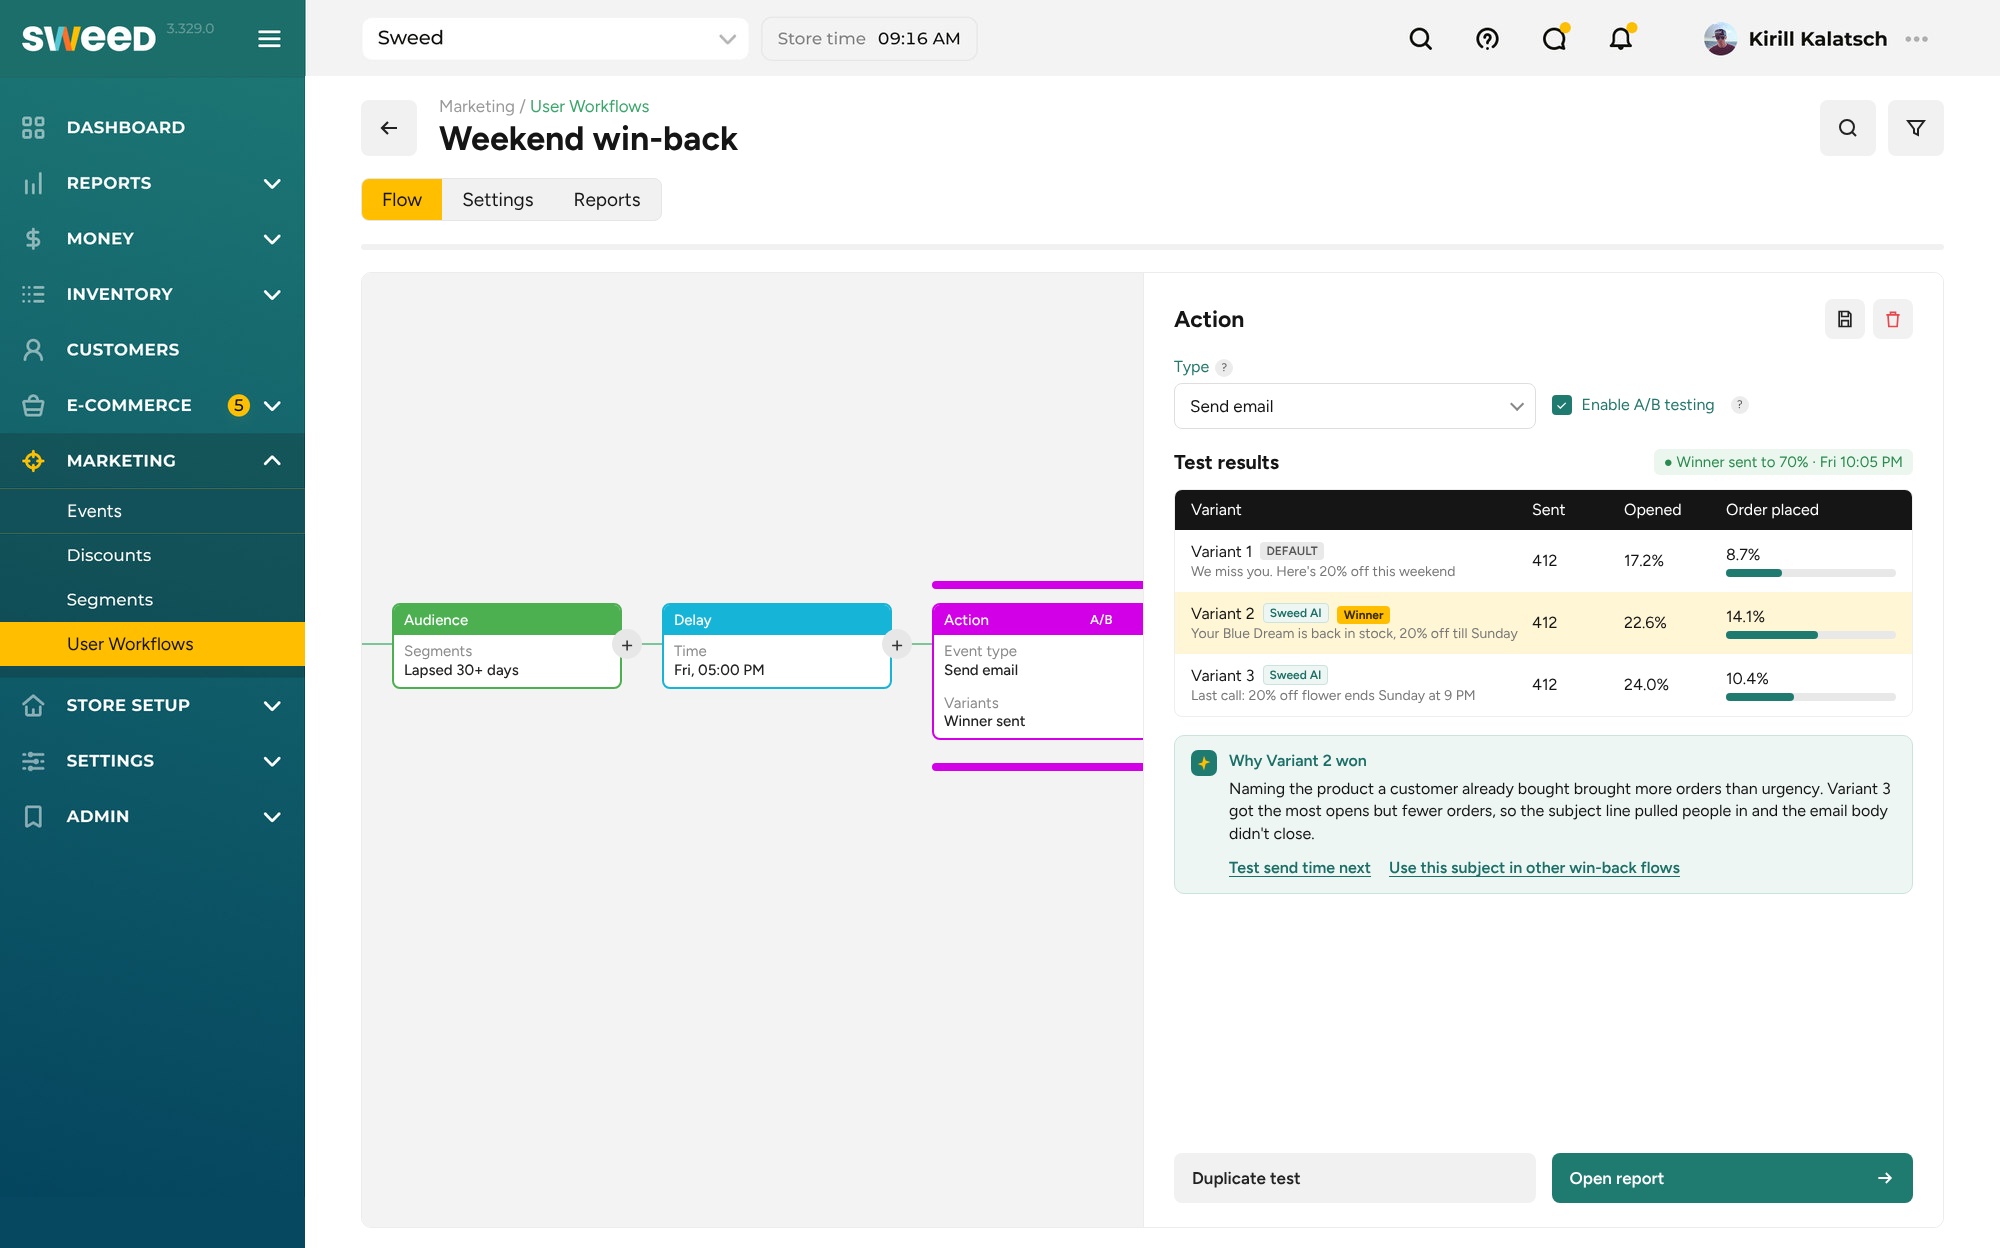 sweed 3.329.0
Sweed
Store time 09:16 AM
Kirill Kalatsch
DASHBOARD
REPORTS
MONEY
INVENTORY
CUSTOMERS
E-COMMERCE 5
MARKETING
Events
Discounts
Segments
User Workflows
STORE SETUP
SETTINGS
ADMIN
Marketing / User Workflows
Weekend win-back
Flow Settings Reports
Audience
Segments
Lapsed 30+ days
+
Delay
Time
Fri, 05:00 PM
+
Action A/B
Event type
Send email
Variants
Winner sent
Action
Type ?
Send email
Enable A/B testing ?
Test results
Winner sent to 70% · Fri 10:05 PM
Variant Sent Opened Order placed
Variant 1 DEFAULT
We miss you. Here's 20% off this weekend
412 17.2% 8.7%
Variant 2 Sweed AI Winner
Your Blue Dream is back in stock, 20% off till Sunday
412 22.6% 14.1%
Variant 3 Sweed AI
Last call: 20% off flower ends Sunday at 9 PM
412 24.0% 10.4%
Why Variant 2 won
Naming the product a customer already bought brought more orders than urgency. Variant 3
got the most opens but fewer orders, so the subject line pulled people in and the email body
didn't close.
Test send time next Use this subject in other win-back flows
Duplicate test
Open report